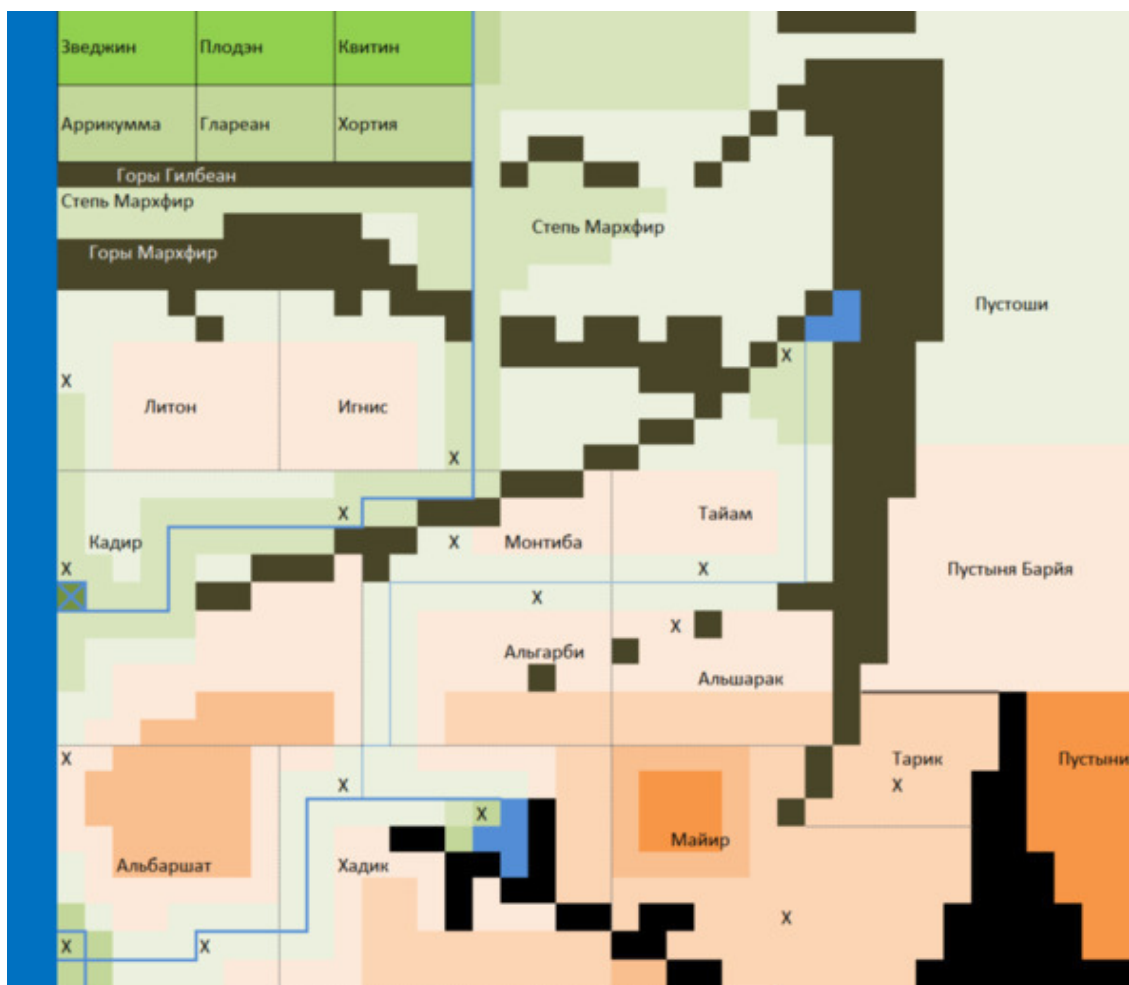 Зведжин Плодэн Квитин
Аррикумма Глареан Хортия
Горы Гилбеан
Степь Мархфир
Степь Мархфир
Горы Мархфир
Пустоши
X
X
Литон Игнис
X
X Тайам
Кадир X Монтиба
X X Пустыня Барйя
X
X
Альгарби
Альшарак
X Тарик Пустыни
X X
X
Майир
Альбаршат Хадик
X
X X